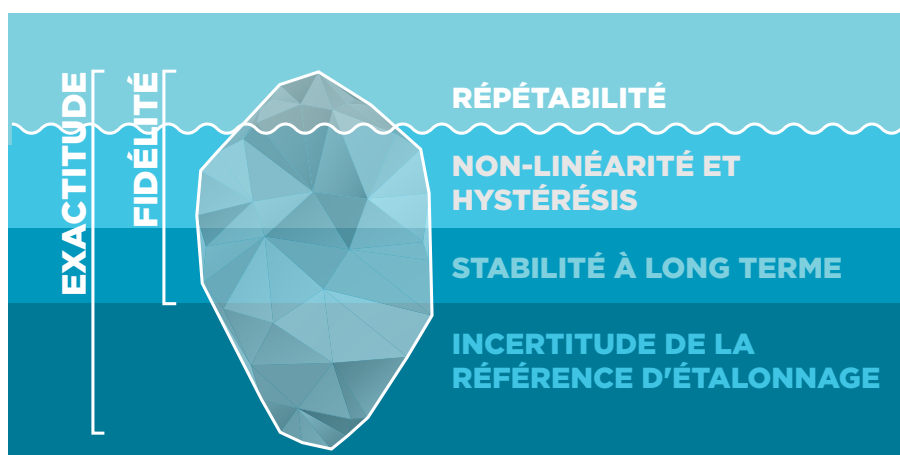 EXACTITUDE
FIDÉLITÉ
RÉPÉTABILITÉ
NON-LINÉARITÉ ET
HYSTÉRÉSIS
STABILITÉ À LONG TERME
INCERTITUDE DE LA
RÉFÉRENCE D'ÉTALONNAGE